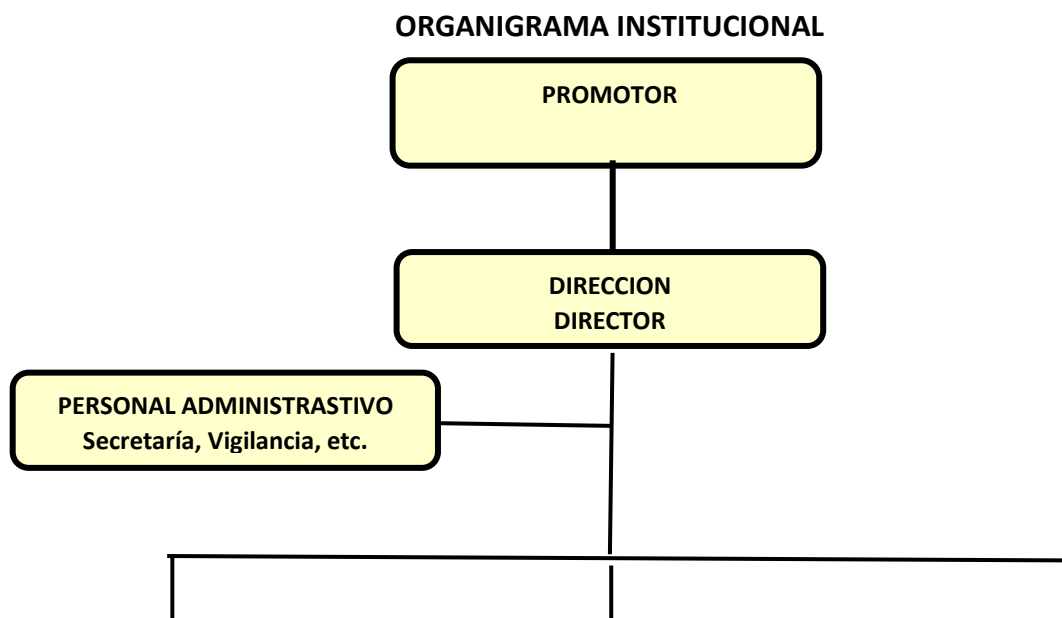 ORGANIGRAMA INSTITUCIONAL
PROMOTOR
DIRECCION
DIRECTOR
PERSONAL ADMINISTRASTIVO
Secretaría, Vigilancia, etc.